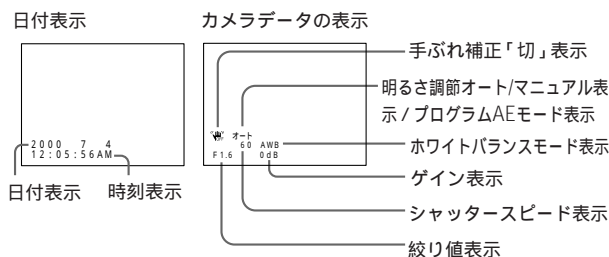 日付表示
カメラデータの表示
2000 7 4
12:05:56AM
日付表示
時刻表示
オート
60 AWB
F1.6 0dB
手ぶれ補正「切」表示
明るさ調節オート/マニュアル表
示/プログラムAEモード表示
ホワイトバランスモード表示
ゲイン表示
シャッタースピード表示
絞り値表示